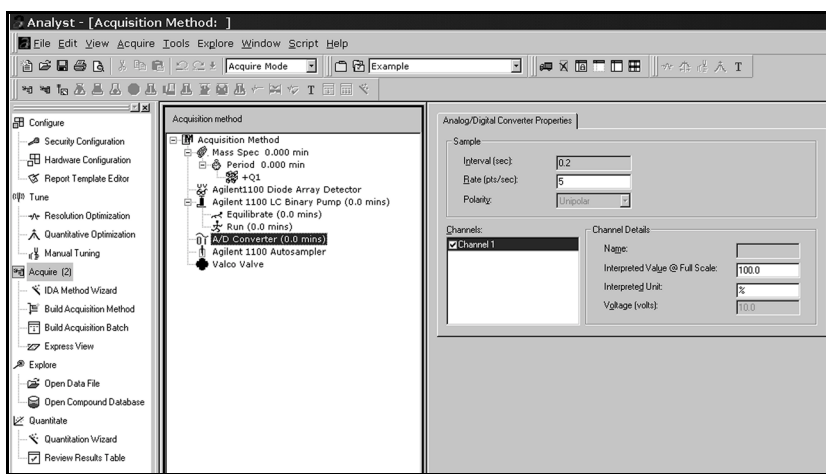 Analyst - [Acquisition Method: ]
File Edit View Acquire Tools Explore Window Script Help
Acquire Mode
Example
T
T
Configure
Security Configuration
Hardware Configuration
Report Template Editor
Tune
Resolution Optimization
Quantitative Optimization
Manual Tuning
Acquire (2)
IDA Method Wizard
Build Acquisition Method
Build Acquisition Batch
Express View
Explore
Open Data File
Open Compound Database
Quantitate
Quantitation Wizard
Review Results Table
Acquisition method
Acquisition Method
Mass Spec 0.000 min
Period 0.000 min
+Q1
Agilent1100 Diode Array Detector
Agilent 1100 LC Binary Pump (0.0 mins)
Equilibrate (0.0 mins)
Run (0.0 mins)
A/D Converter (0.0 mins)
Agilent 1100 Autosampler
Valco Valve
Analog/Digital Converter Properties
Sample
Interval (sec): 0.2
Rate (pts/sec): 5
Polarity: Unipolar
Channels:
Channel 1
Channel Details
Name:
Interpreted Value @ Full Scale: 100.0
Interpreted Unit: %
Voltage (volts): 10.0